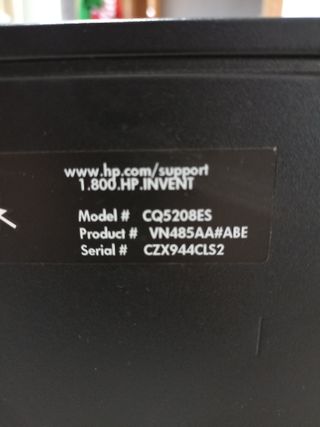 www.hp.com/support
1.800.HP.INVENT
Model # CQ5208ES
Product # VN485AA#ABE
Serial # CZX944CLS2